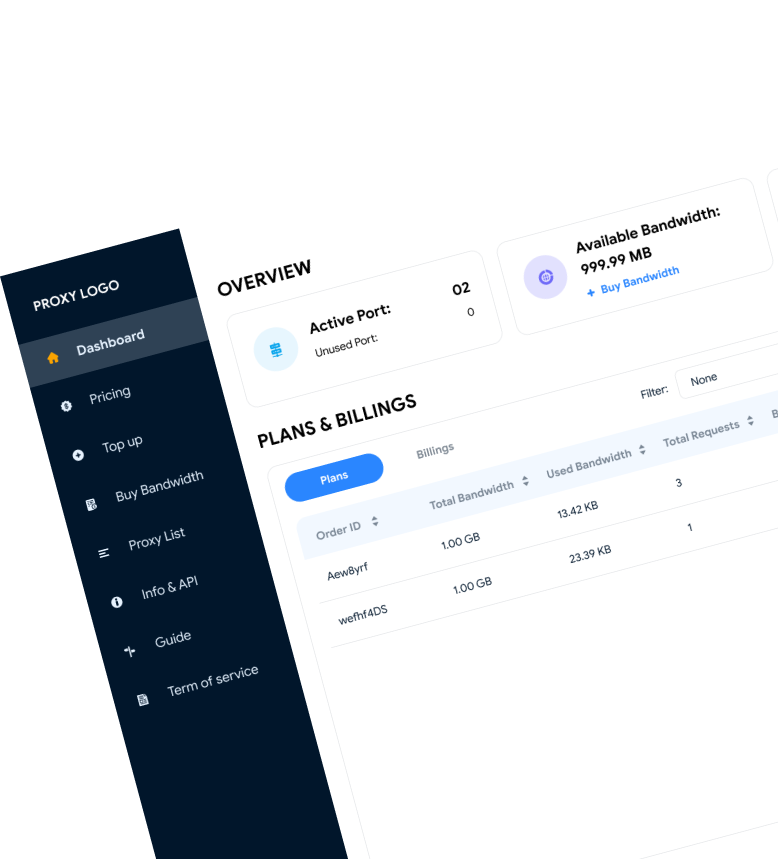 PROXY LOGO
Dashboard
Pricing
Top up
Buy Bandwidth
Proxy List
Info & API
Guide
Term of service
OVERVIEW
Active Port: 02
Unused Port: 0
Available Bandwidth:
999.99 MB
+ Buy Bandwidth
PLANS & BILLINGS
Filter: None
Plans Billings
Order ID Total Bandwidth Used Bandwidth Total Requests B
Aew8yrf 1.00 GB 13.42 KB 3
wefhf4DS 1.00 GB 23.39 KB 1